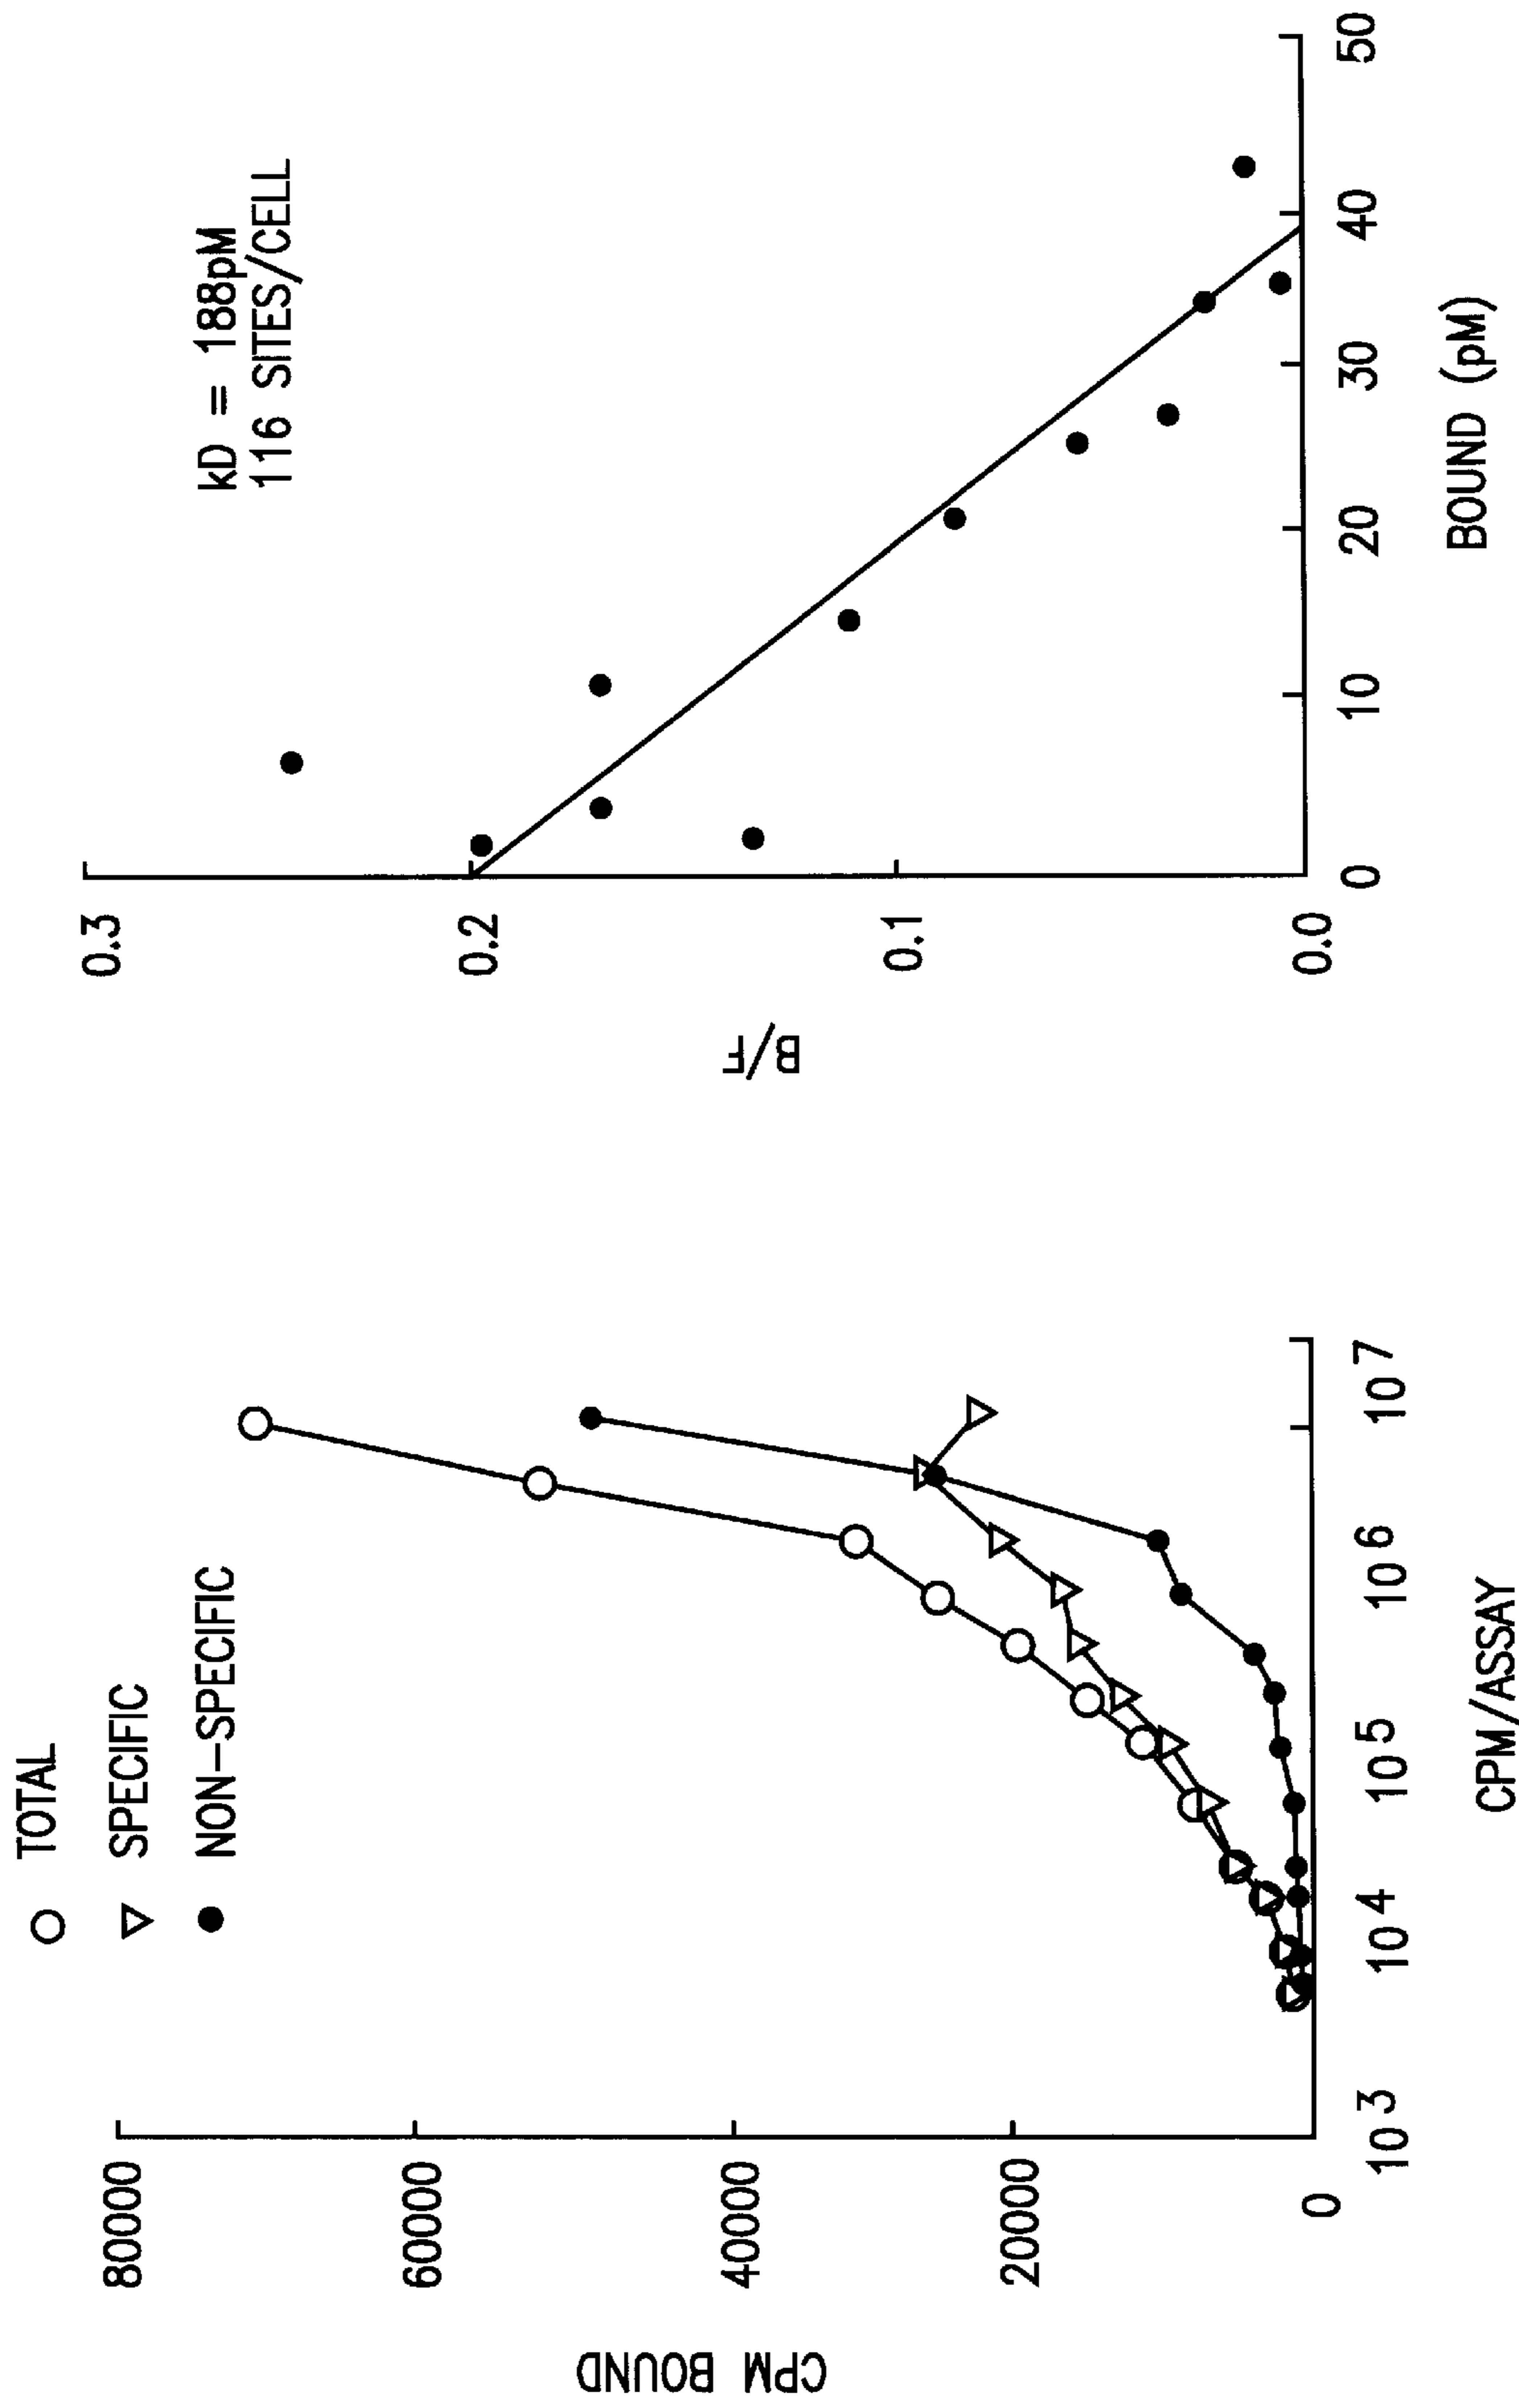 ○ TOTAL
▽ SPECIFIC
● NON-SPECIFIC
CPM BOUND
80000
60000
40000
20000
0
10 3
10 4
10 5
10 6
10 7
CPM/ASSAY
kD = 188pM
116 SITES/CELL
B/F
0.3
0.2
0.1
0.0
0
10
20
30
40
50
BOUND (pM)